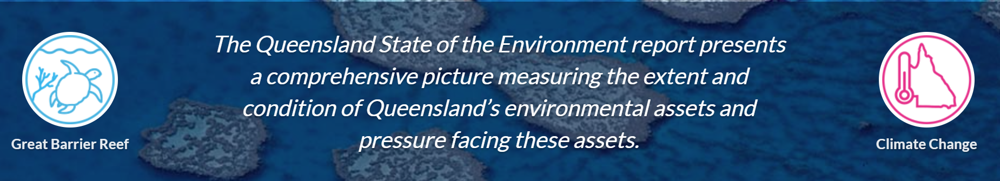 The Queensland State of the Environment report presents
a comprehensive picture measuring the extent and
condition of Queensland’s environmental assets and
pressure facing these assets.
Great Barrier Reef
Climate Change